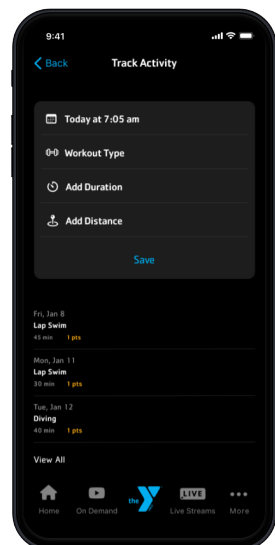 9:41
Back Track Activity
Today at 7:05 am
Workout Type
Add Duration
Add Distance
Save
Fri, Jan 8
Lap Swim
45 min 1 pts
Mon, Jan 11
Lap Swim
30 min 1 pts
Tue, Jan 12
Diving
40 min 1 pts
View All
the Y LIVE
Home On Demand Live Streams More